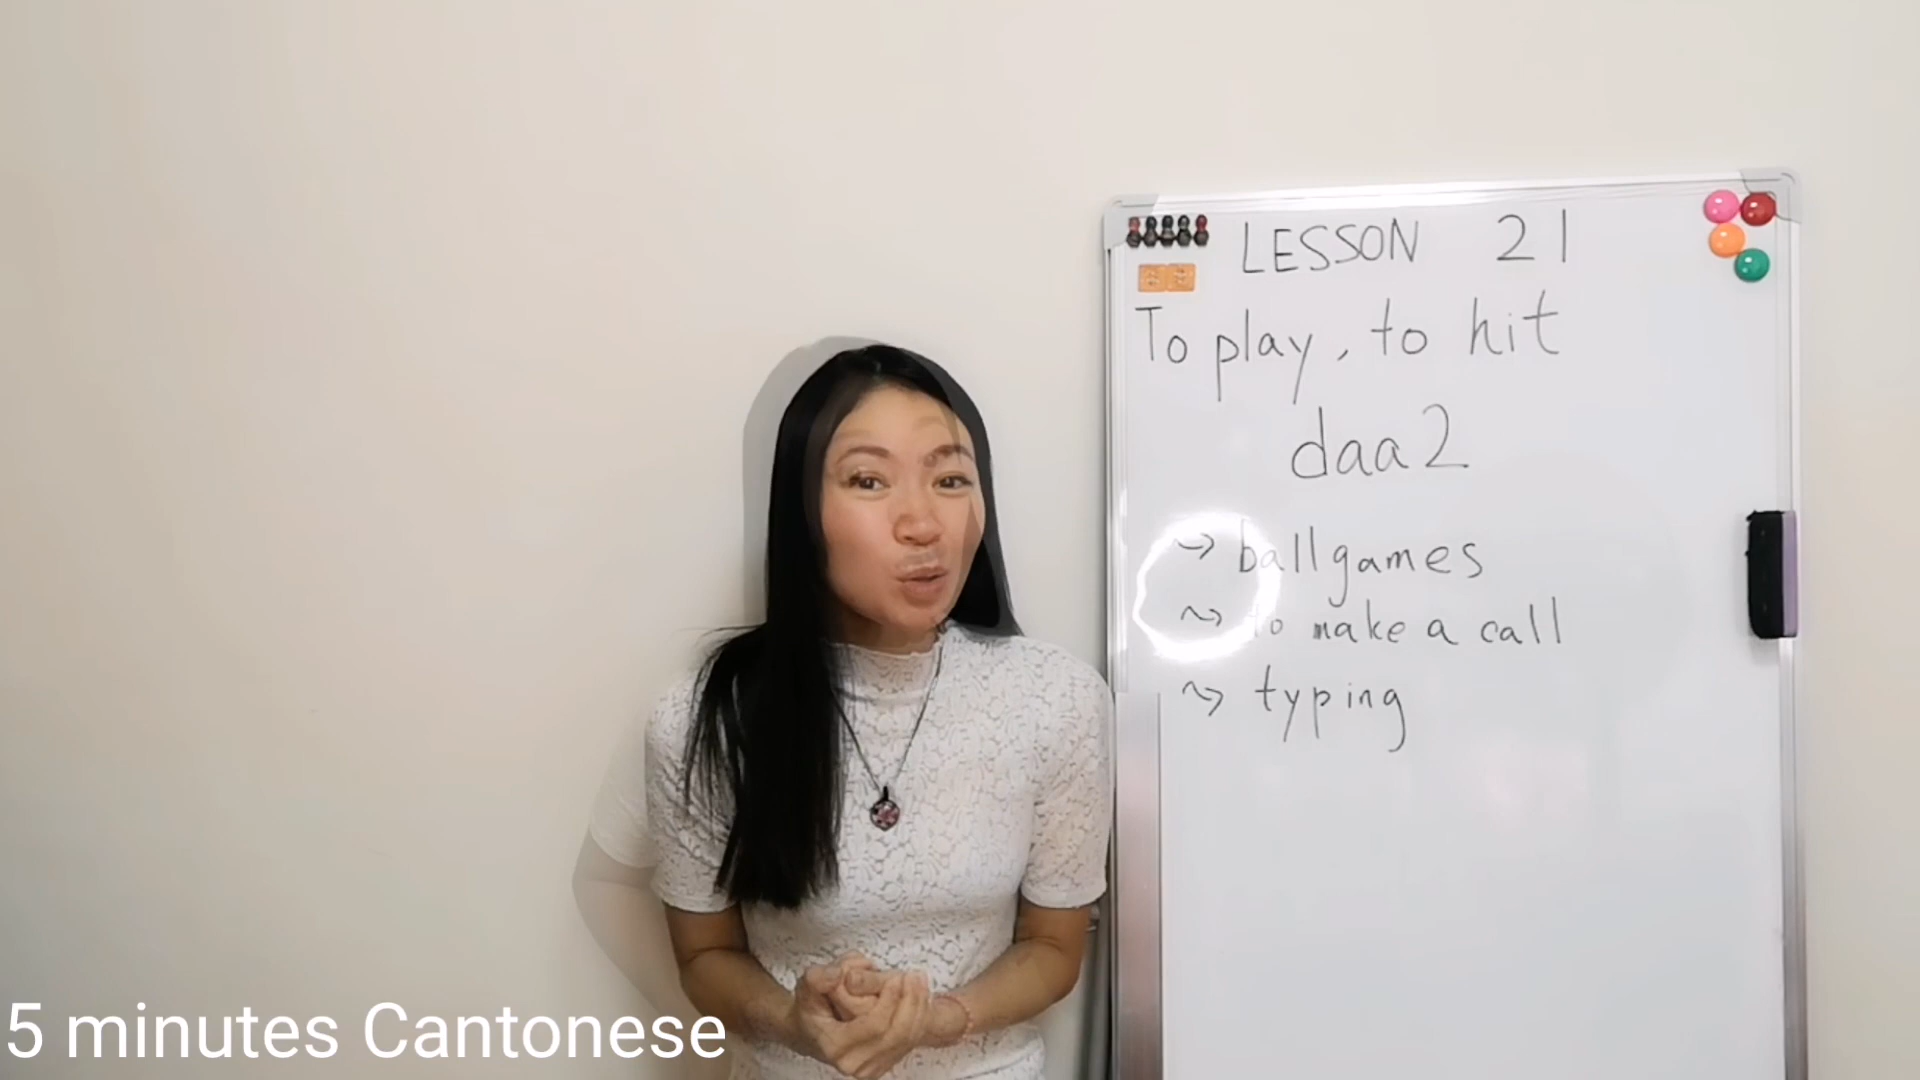 LESSON 21
To play, to hit
daa2
~> ballgames
~> to make a call
~> typing
5 minutes Cantonese